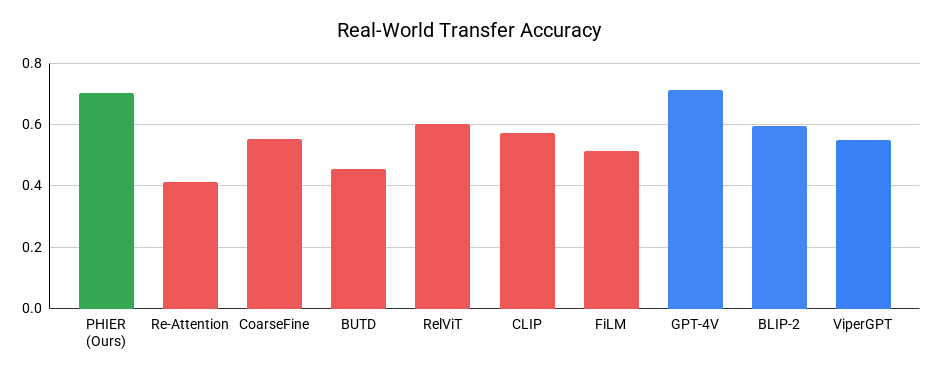 Real-World Transfer Accuracy
0.8
0.6
0.4
0.2
0.0
PHIER
(Ours)
Re-Attention
CoarseFine
BUTD
RelViT
CLIP
FiLM
GPT-4V
BLIP-2
ViperGPT